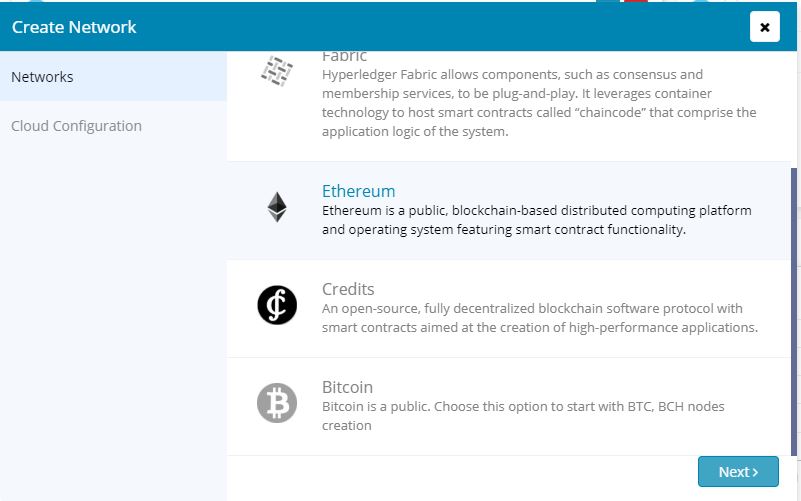 Create Network
Networks
Cloud Configuration
Fabric
Hyperledger Fabric allows components, such as consensus and
membership services, to be plug-and-play. It leverages container
technology to host smart contracts called “chaincode” that comprise the
application logic of the system.
Ethereum
Ethereum is a public, blockchain-based distributed computing platform
and operating system featuring smart contract functionality.
Credits
An open-source, fully decentralized blockchain software protocol with
smart contracts aimed at the creation of high-performance applications.
Bitcoin
Bitcoin is a public. Choose this option to start with BTC, BCH nodes
creation
Next